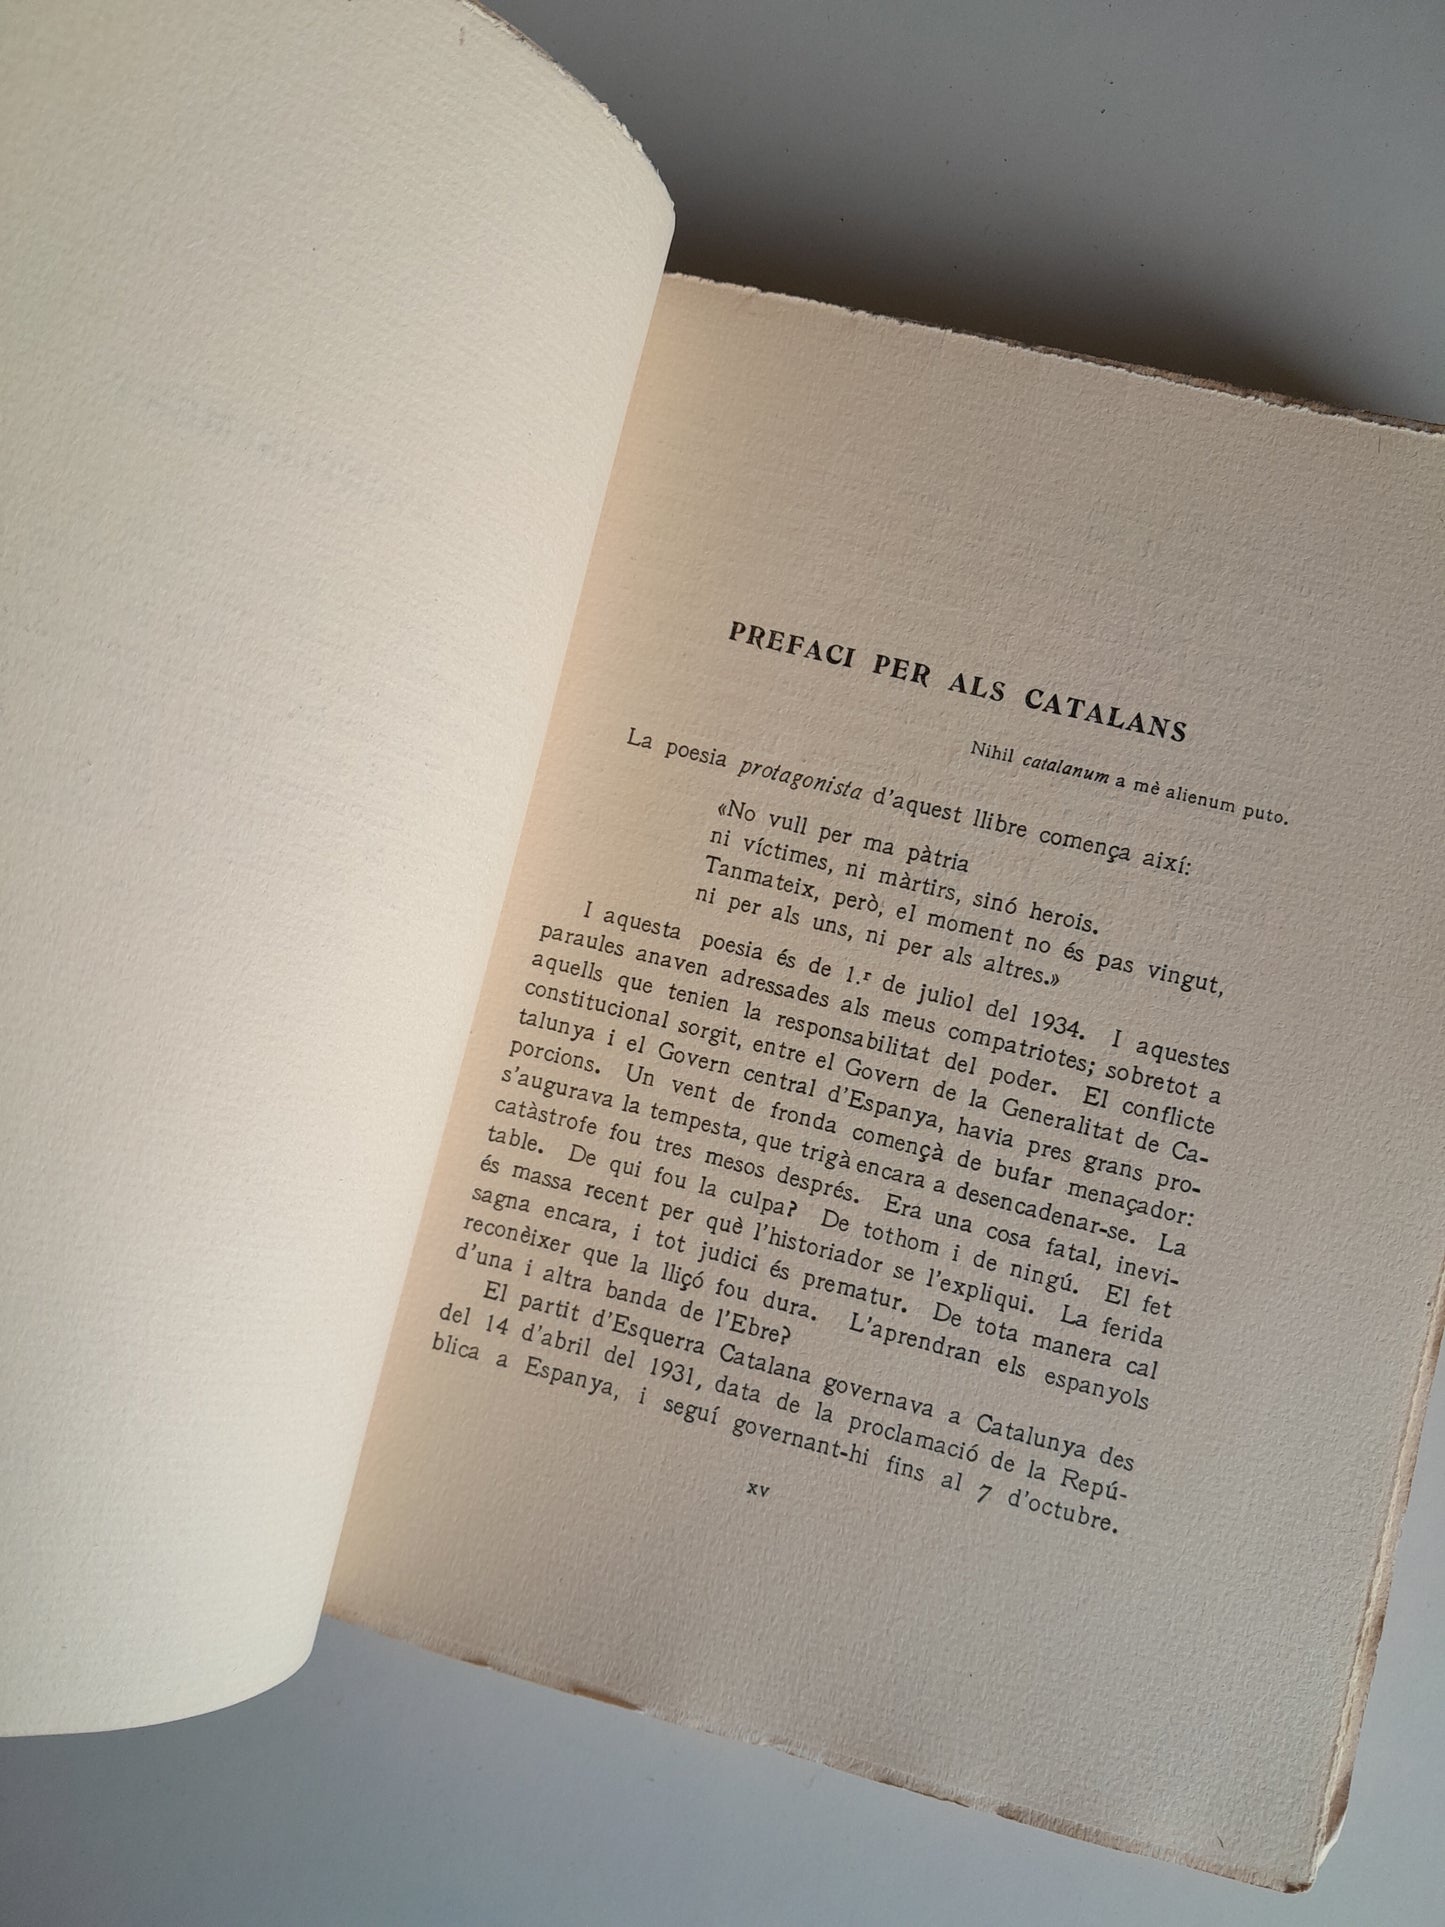 PREFACI PER ALS CATALANS
Nihil catalanum a mè alienum puto.
La poesia protagonista d'aquest llibre comença així:
«No vull per ma pàtria
ni víctimes, ni màrtirs, sinó herois.
Tanmateix, però, el moment no és pas vingut,
ni per als uns, ni per als altres.»
I aquesta poesia és de 1.r de juliol del 1934. I aquestes
paraules anaven adressades als meus compatriotes; sobretot a
aquells que tenien la responsabilitat del poder. El conflicte
constitucional sorgit, entre el Govern de la Generalitat de Ca-
talunya i el Govern central d'Espanya, havia pres grans pro-
porcions. Un vent de fronda començà de bufar menaçador:
s'augurava la tempesta, que trigà encara a desencadenar-se. La
catàstrofe fou tres mesos després. Era una cosa fatal, inevi-
table. De qui fou la culpa? De tothom i de ningú. El fet
és massa recent per què l'historiador se l'expliqui. La ferida
sagna encara, i tot judici és prematur. De tota manera cal
reconèixer que la lliçó fou dura. L'aprendran els espanyols
d'una i altra banda de l'Ebre?
El partit d'Esquerra Catalana governava a Catalunya des
del 14 d'abril del 1931, data de la proclamació de la Repú-
blica a Espanya, i seguí governant-hi fins al 7 d'octubre.
xv